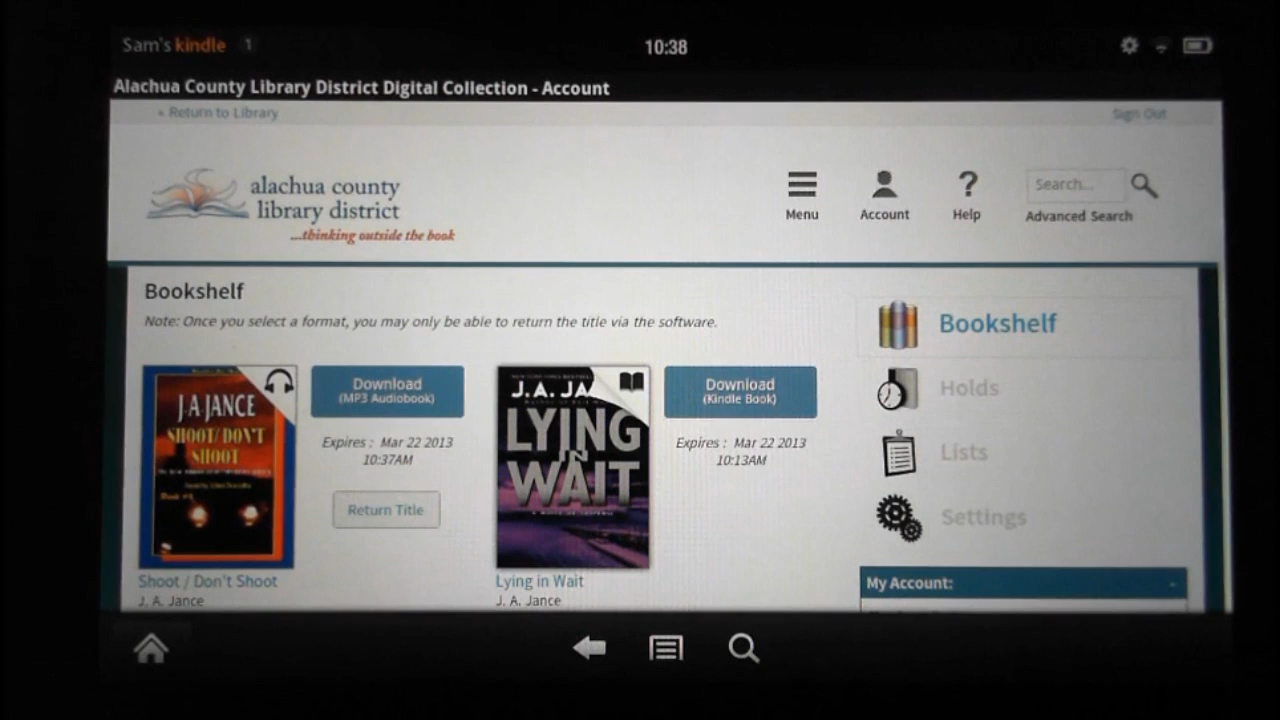 Sam's kindle 1
10:38
Alachua County Library District Digital Collection - Account
« Return to Library
Sign Out
alachua county
library district
...thinking outside the book
Menu
Account
Help
Search...
Advanced Search
Bookshelf
Note: Once you select a format, you may only be able to return the title via the software.
J.A. JANCE
SHOOT/DON'T
SHOOT
Download
(MP3 Audiobook)
Expires : Mar 22 2013
10:37AM
Return Title
Shoot / Don't Shoot
J. A. Jance
J.A. JA
LYING
IN
WAIT
Download
(Kindle Book)
Expires : Mar 22 2013
10:13AM
Lying in Wait
J. A. Jance
Bookshelf
Holds
Lists
Settings
My Account: